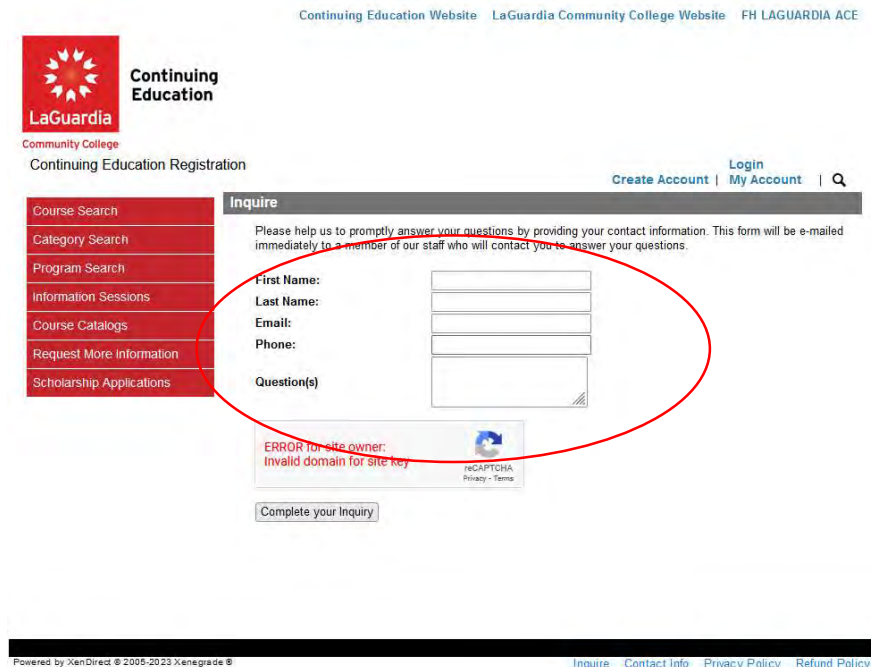 Continuing Education Website LaGuardia Community College Website FH LAGUARDIA ACE
Continuing
Education
LaGuardia
Community College
Continuing Education Registration
Login
Create Account | My Account |
Inquire
Course Search
Category Search
Program Search
Information Sessions
Course Catalogs
Request More Information
Scholarship Applications
Please help us to promptly answer your questions by providing your contact information. This form will be e-mailed
immediately to a member of our staff who will contact you to answer your questions.
First Name:
Last Name:
Email:
Phone:
Question(s)
ERROR for site owner:
Invalid domain for site key
reCAPTCHA
Privacy - Terms
Complete your Inquiry
Powered by XenDirect © 2005-2023 Xenegrade ®
Inquire Contact Info Privacy Policy Refund Policy